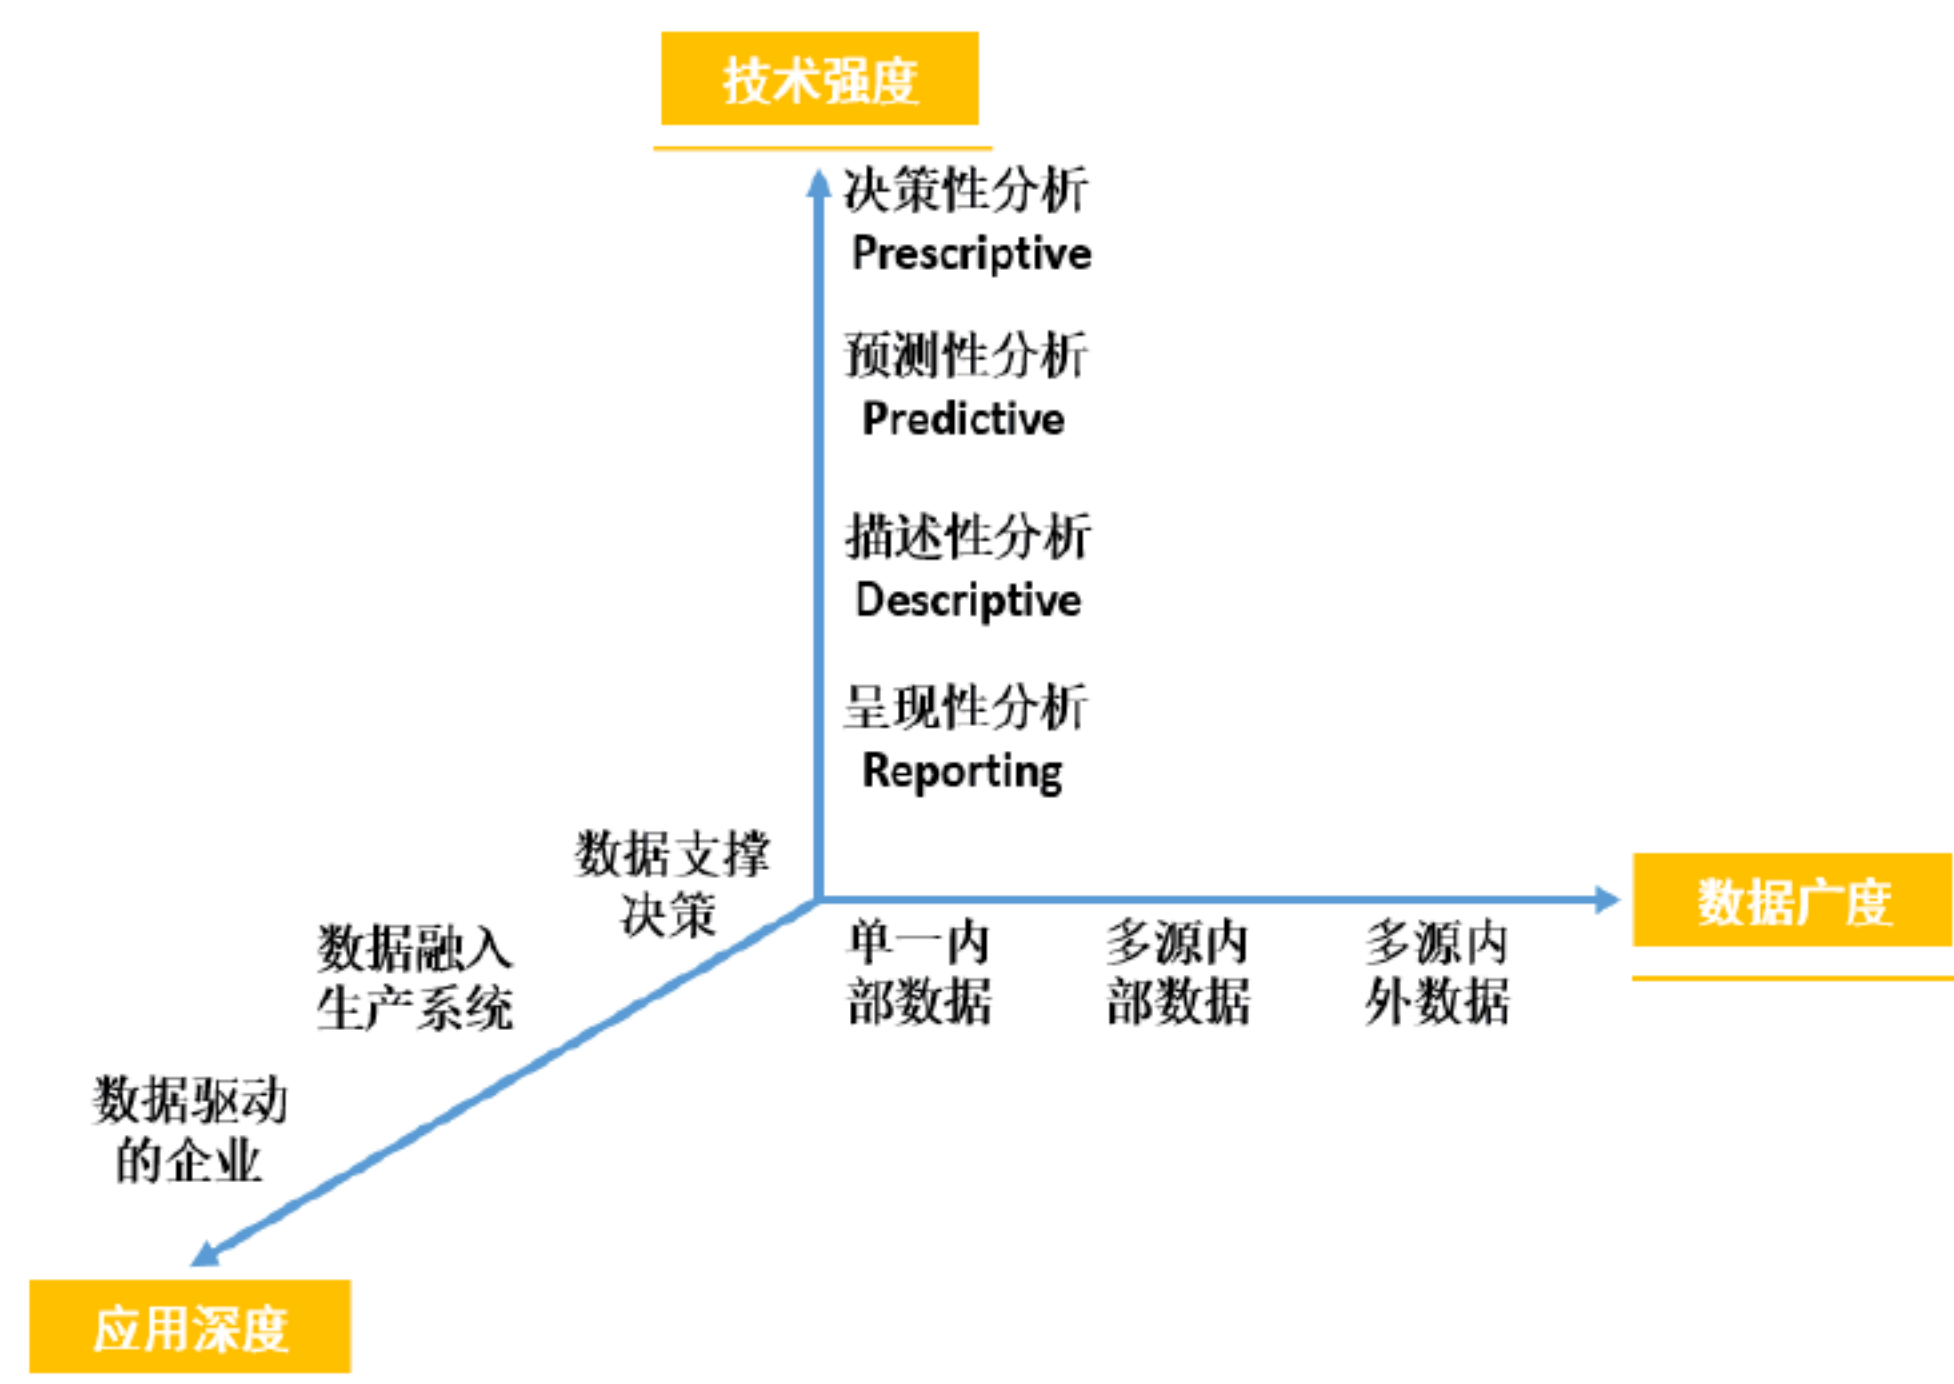 技术强度
决策性分析
Prescriptive
预测性分析
Predictive
描述性分析
Descriptive
呈现性分析
Reporting
数据支撑
决策
数据融入
生产系统
数据驱动
的企业
应用深度
单一内
部数据
多源内
部数据
多源内
外数据
数据广度